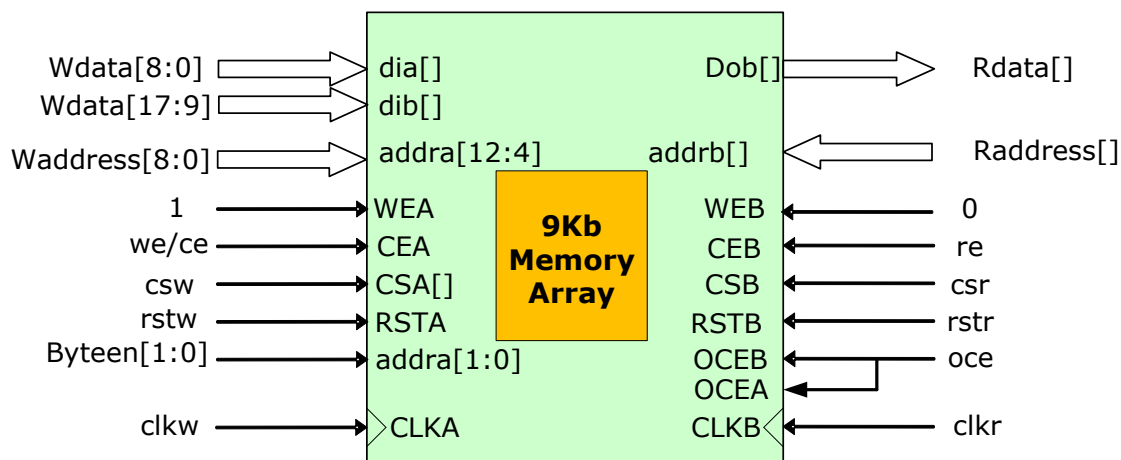 Wdata[8:0] dia[] Dob[] Rdata[]
Wdata[17:9] dib[]
Waddress[8:0] addra[12:4] addrb[] Raddress[]
1 WEA WEB 0
we/ce CEA CEB re
csw CSA[] CSB csr
rstw RSTA RSTB rstr
Byteen[1:0] addra[1:0] OCEB oce
OCEA
clkw CLKA CLKB clkr
9Kb
Memory
Array